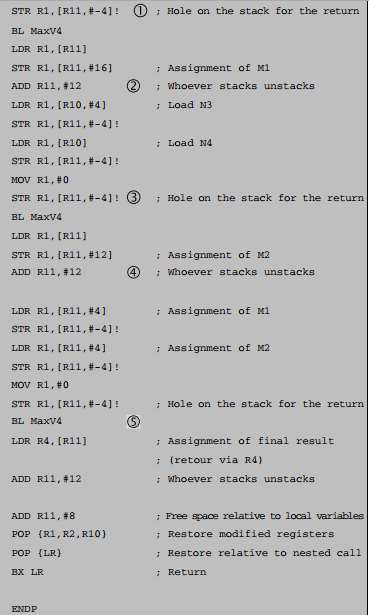 STR R1,[R11,#-4]! ① ; Hole on the stack for the return
BL MaxV4
LDR R1,[R11]
STR R1,[R11,#16] ; Assignment of M1
ADD R11,#12 ② ; Whoever stacks unstacks
LDR R1,[R10,#4] ; Load N3
STR R1,[R11,#-4]!
LDR R1,[R10] ; Load N4
STR R1,[R11,#-4]!
MOV R1,#0
STR R1,[R11,#-4]! ③ ; Hole on the stack for the return
BL MaxV4
LDR R1,[R11]
STR R1,[R11,#12] ; Assignment of M2
ADD R11,#12 ④ ; Whoever stacks unstacks
LDR R1,[R11,#4] ; Assignment of M1
STR R1,[R11,#-4]!
LDR R1,[R11,#4] ; Assignment of M2
STR R1,[R11,#-4]!
MOV R1,#0
STR R1,[R11,#-4]! ; Hole on the stack for the return
BL MaxV4 ⑤
LDR R4,[R11] ; Assignment of final result
; (retour via R4)
ADD R11,#12 ; Whoever stacks unstacks
ADD R11,#8 ; Free space relative to local variables
POP {R1,R2,R10} ; Restore modified registers
POP {LR} ; Restore relative to nested call
BX LR ; Return
ENDP